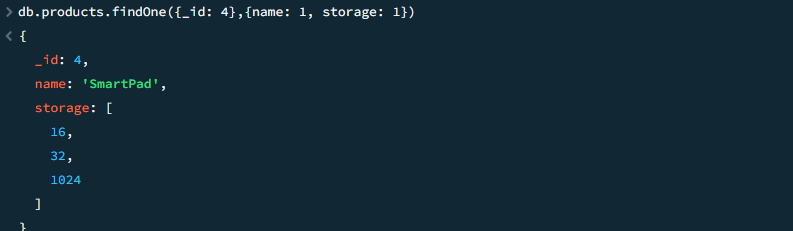 > db.products.findOne({_id: 4},{name: 1, storage: 1})
< {
_id: 4,
name: 'SmartPad',
storage: [
16,
32,
1024
]
}